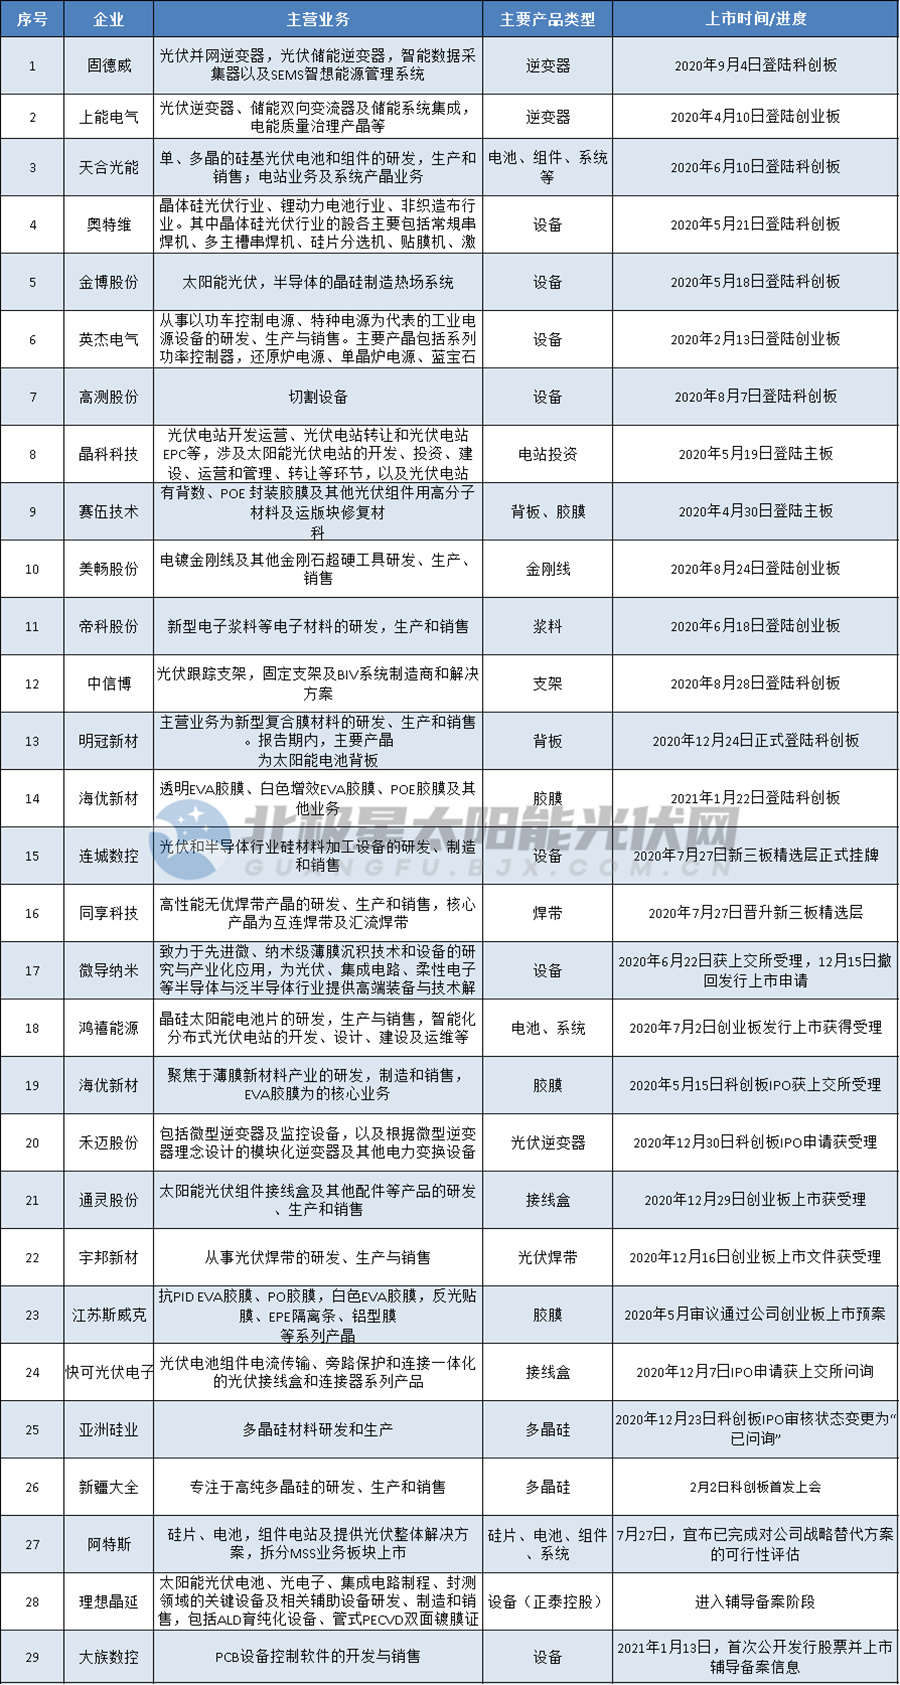 序号 企业 主营业务 主要产品类型 上市时间/进度
1 固德威 光伏并网逆变器，光伏储能逆变器，智能数据采
集器以及SEMS智想能源管理系统 逆变器 2020年9月4日登陆科创板
2 上能电气 光伏逆变器、储能双向变流器及储能系统集成，
电能质量治理产品等 逆变器 2020年4月10日登陆创业板
3 天合光能 单、多晶的硅基光伏电池和组件的研发，生产和
销售；电站业务及系统产品业务 电池、组件、系统
等 2020年6月10日登陆科创板
4 奥特维 晶体硅光伏行业、锂动力电池行业、非织造布行
业。其中晶体硅光伏行业的設各主要包括常規串
焊机、多主槽串焊机、硅片分选机、贴膜机、激 设备 2020年5月21日登陆科创板
5 金博股份 太阳能光伏，半导体的晶硅制造热场系统 设备 2020年5月18日登陆科创板
6 英杰电气 从事以功车控制电源、特种电源为代表的工业电
源设备的研发、生产与销售。主要产品包括系列
功率控制器，还原炉电源、单晶炉电源、蓝宝石 设备 2020年2月13日登陆创业板
7 高测股份 切割设备 设备 2020年8月7日登陆科创板
8 晶科科技 光伏电站开发运营、光伏电站转让和光伏电站
EPC等，涉及太阳能光伏电站的开发、投资、建
设、运营和管理、转让等环节，以及光伏电站 电站投资 2020年5月19日登陆主板
9 赛伍技术 有背数、POE 封装胶膜及其他光伏组件用高分子
材料及运版块修复材
科 背板、胶膜 2020年4月30日登陆主板
10 美畅股份 电镀金刚线及其他金刚石超硬工具研发、生产、
销售 金刚线 2020年8月24日登陆创业板
11 帝科股份 新型电子浆料等电子材料的研发，生产和销售 浆料 2020年6月18日登陆创业板
12 中信博 光伏跟踪支架，固定支架及BIV系统制造商和解决
方案 支架 2020年8月28日登陆科创板
13 明冠新材 主营业务为新型复合膜材料的研发、生产和销售
。报告期内，主要产晶
为太阳能电池背板 背板 2020年12月24日正式登陆科创板
14 海优新材 透明EVA胶膜、白色增效EVA胶膜、POE胶膜及其
他业务 胶膜 2021年1月22日登陆科创板
北极星太阳能光伏网
GUANGFU.BJX.COM.CN
15 连城数控 光伏和半导体行业硅材料加工设备的研发、制造
和销售 设备 2020年7月27日新三板精选层正式挂牌
16 同享科技 高性能无优焊带产晶的研发、生产和销售，核心
产晶为互连焊带及汇流焊带 焊带 2020年7月27日晋升新三板精选层
17 微导纳米 致力于先进微、纳术级薄膜沉积技术和设备的研
究与产业化应用，为光伏、集成电路、柔性电子
等半导体与泛半导体行业提供高端装备与技术解 设备 2020年6月22日获上交所受理，12月15日撤
回发行上市申请
18 鸿禧能源 晶硅太阳能电池片的研发，生产与销售，智能化
分布式光伏电站的开发、设计、建设及运维等 电池、系统 2020年7月2日创业板发行上市获得受理
19 海优新材 聚焦于薄膜新材料产业的研发，制造和销售，
EVA胶膜为的核心业务 胶膜 2020年5月15日科创板IPO获上交所受理
20 禾迈股份 包括微型逆变器及监控设备，以及根据微型逆变
器理念设计的模块化逆变器及其他电力变换设备 光伏逆变器 2020年12月30日科创板IPO申请获受理
21 通灵股份 太阳能光伏组件接线盒及其他配件等产品的研发
、生产和销售 接线盒 2020年12月29日创业板上市获受理
22 宇邦新材 从事光伏焊带的研发、生产与销售 光伏焊带 2020年12月16日创业板上市文件获受理
23 江苏斯威克 抗PID EVA胶膜、PO胶膜，白色EVA胶膜，反光贴
膜、EPE隔离条、铝型膜
等系列产晶 胶膜 2020年5月审议通过公司创业板上市预案
24 快可光伏电子 光伏电池组件电流传输、旁路保护和连接一体化
的光伏接线盒和连接器系列产品 接线盒 2020年12月7日IPO申请获上交所问询
25 亚洲硅业 多晶硅材料研发和生产 多晶硅 2020年12月23日科创板IPO审核状态变更为“
已问询”
26 新疆大全 专注于高纯多晶硅的研发、生产和销售 多晶硅 2月2日科创板首发上会
27 阿特斯 硅片、电池，组件电站及提供光伏整体解决方
案，拆分MSS业务板块上市 硅片、电池、组件
、系统 7月27日，宣布已完成对公司战略替代方案
的可行性评估
28 理想晶延 太阳能光伏电池、光电子、集成电路制程、封测
领域的关键设备及相关辅助设备研发、制造和销
售，包括ALD育纯化设备、管式PECVD双面镀膜证 设备（正泰控股） 进入辅导备案阶段
29 大族数控 PCB设备控制软件的开发与销售 设备 2021年1月13日，首次公开发行股票并上市
辅导备案信息